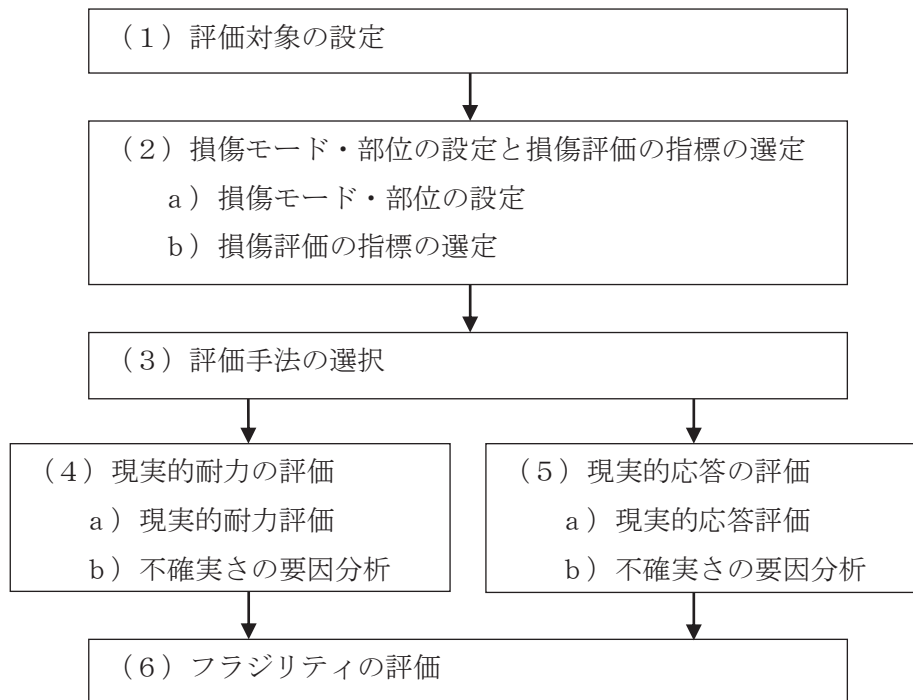 （１）評価対象の設定
（２）損傷モード・部位の設定と損傷評価の指標の選定
ａ）損傷モード・部位の設定
ｂ）損傷評価の指標の選定
（３）評価手法の選択
（４）現実的耐力の評価
ａ）現実的耐力評価
ｂ）不確実さの要因分析
（５）現実的応答の評価
ａ）現実的応答評価
ｂ）不確実さの要因分析
（６）フラジリティの評価